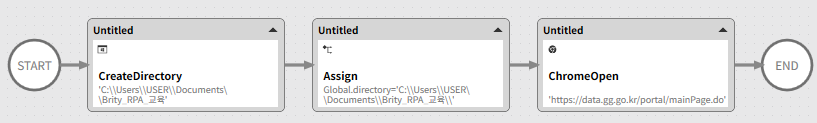 Untitled
Untitled
Untitled
START
CreateDirectory
'C:\\Users\\USER\\Documents\
\Brity_RPA_교육'
Assign
Global.directory='C:\\Users\\USER
\\Documents\\Brity_RPA_교육\\'
ChromeOpen
'https://data.gg.go.kr/portal/mainPage.do'
END